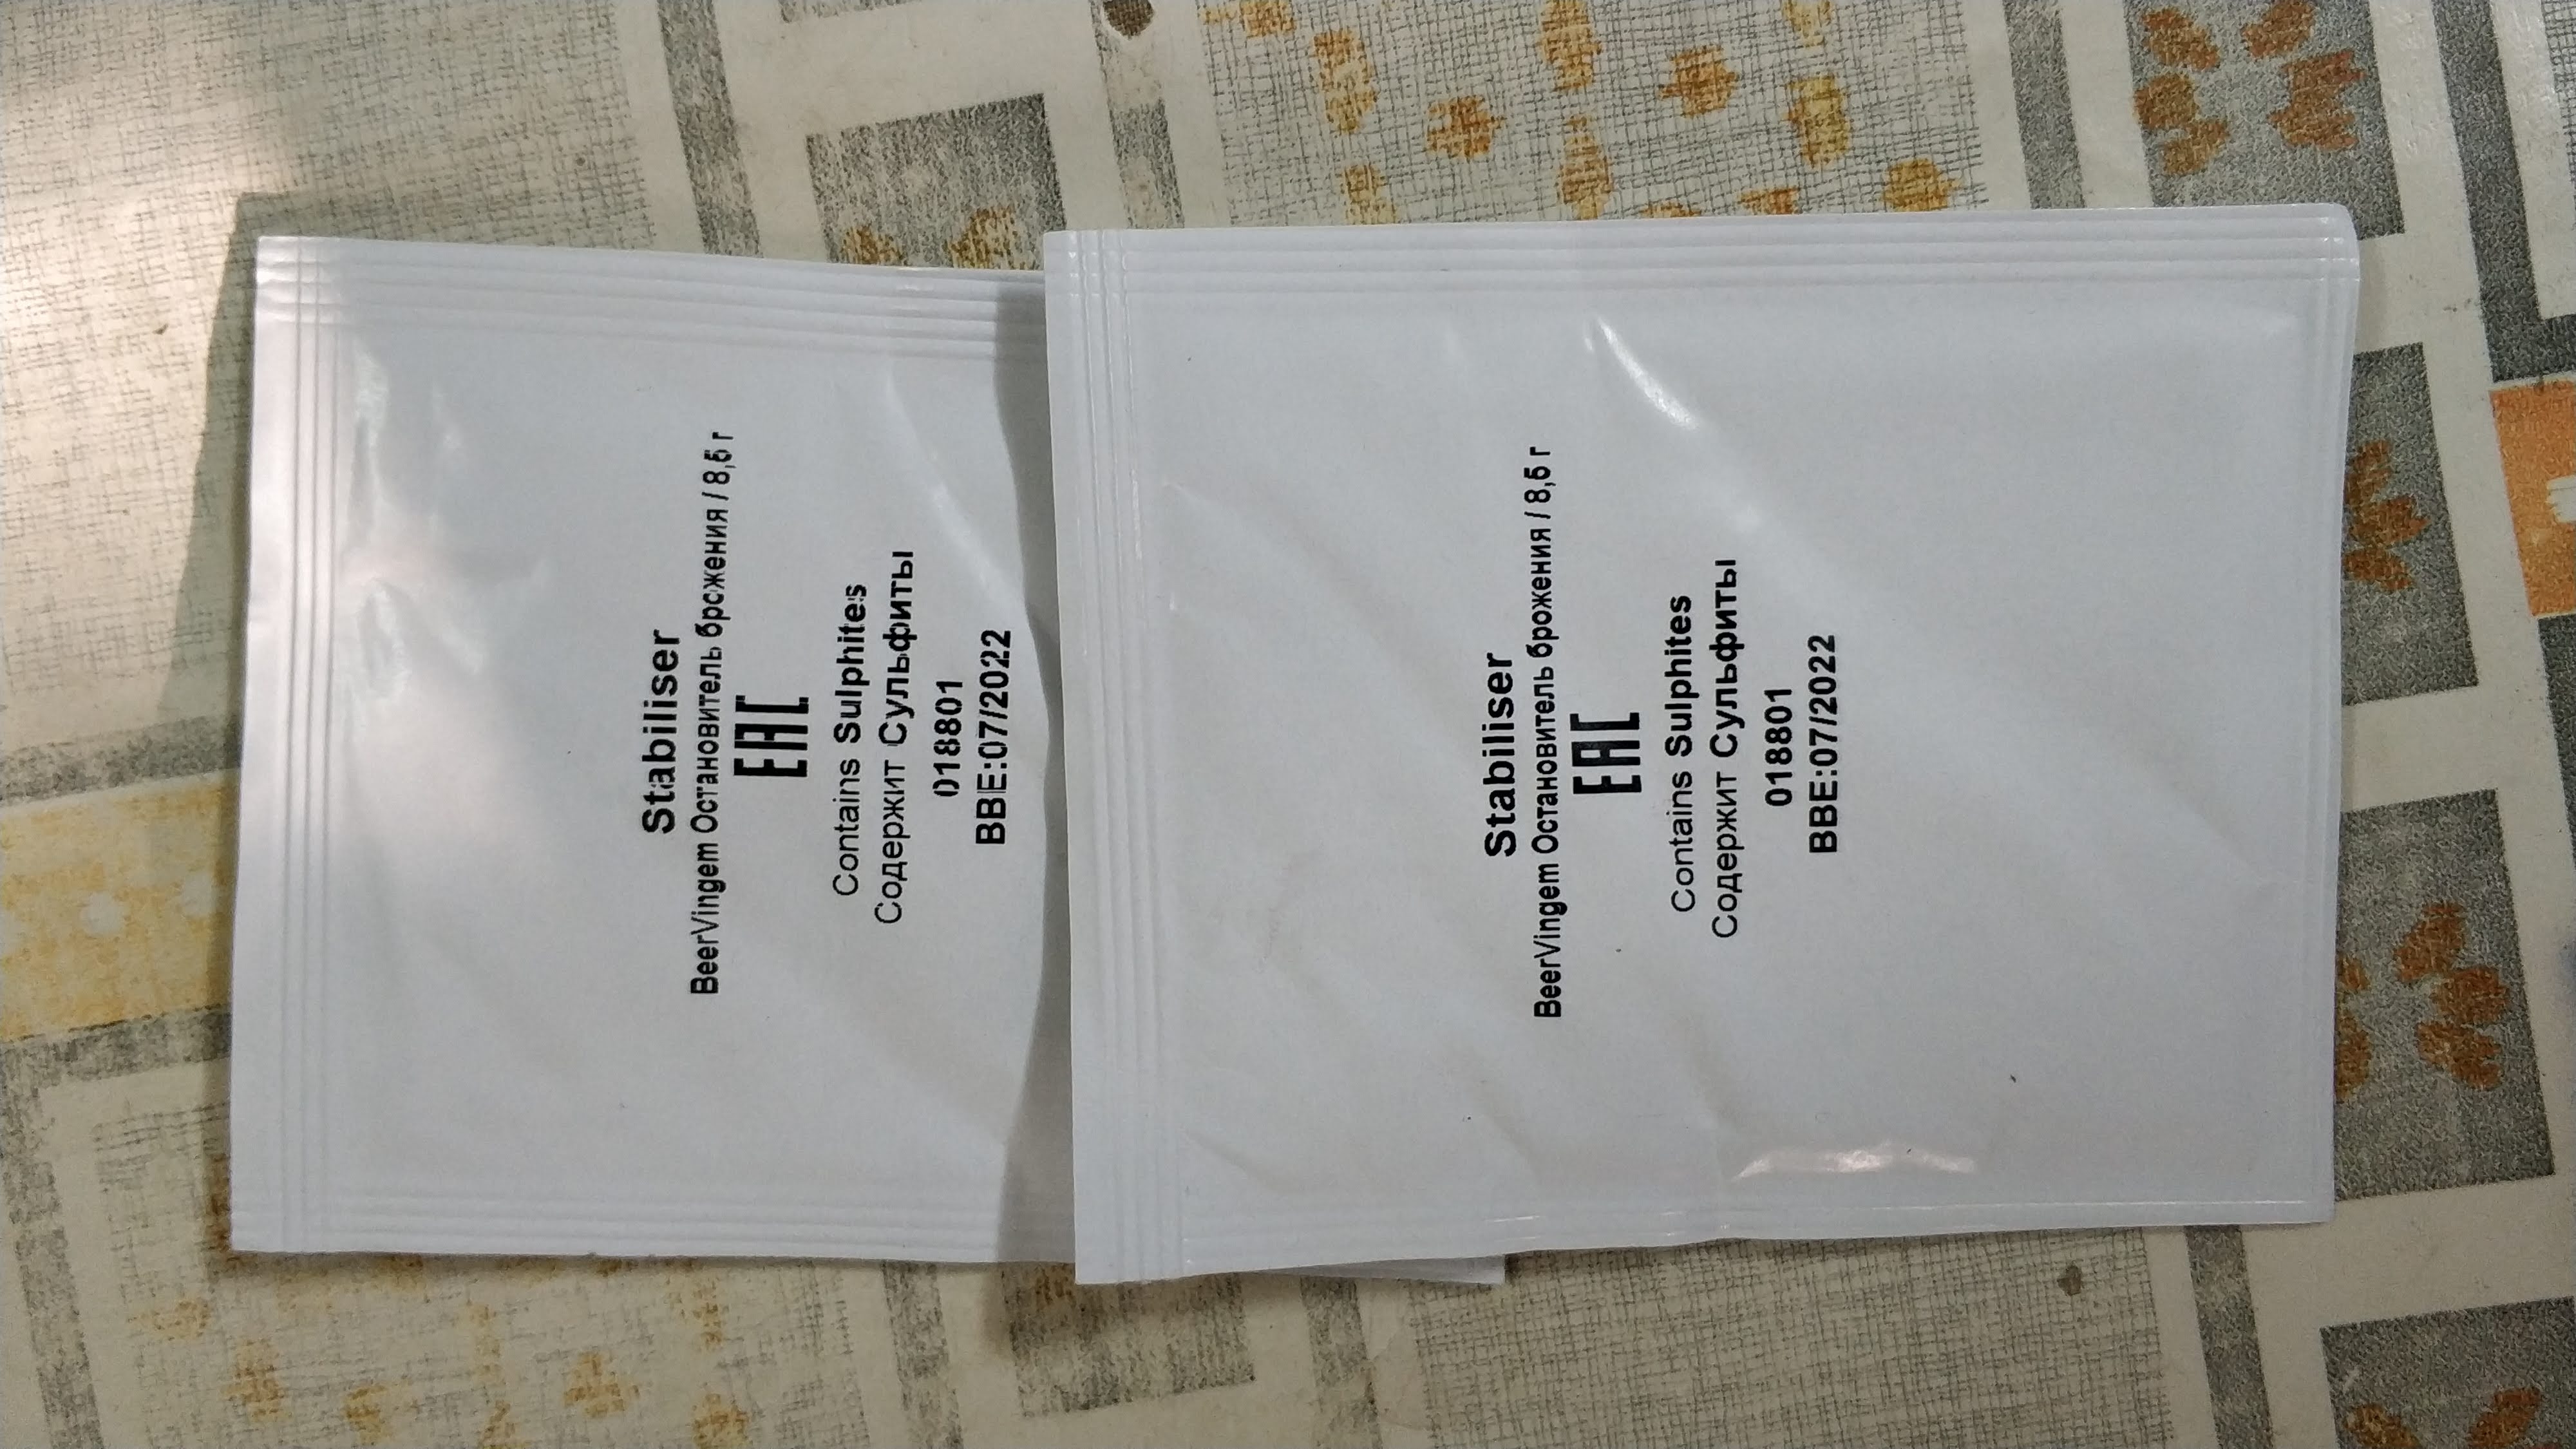 Stabiliser
BeerVingem Остановитель брожения / 8,5 г
EAC
Contains Sulphites
Содержит Сульфиты
018801
BBE:07/2022
Stabiliser
BeerVingem Остановитель брожения / 8,5 г
EAC
Contains Sulphites
Содержит Сульфиты
018801
BBE:07/2022